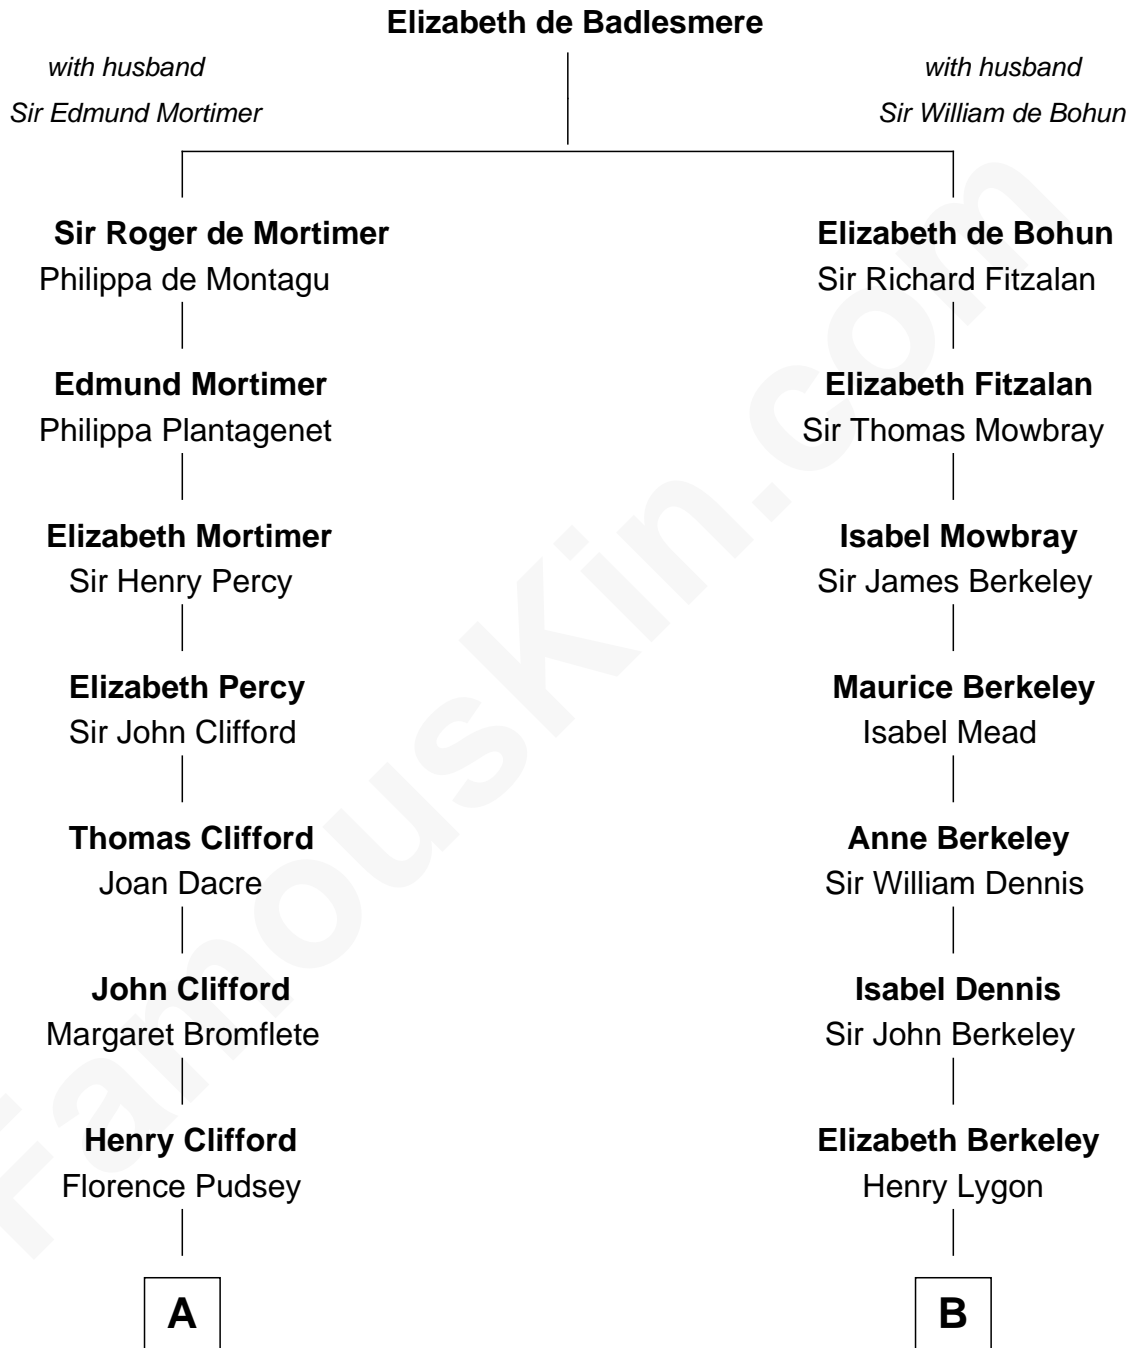 Elizabeth de Badlesmere
with husband
Sir Edmund Mortimer
with husband
Sir William de Bohun
Sir Roger de Mortimer
Philippa de Montagu
Elizabeth de Bohun
Sir Richard Fitzalan
Edmund Mortimer
Philippa Plantagenet
Elizabeth Fitzalan
Sir Thomas Mowbray
Elizabeth Mortimer
Sir Henry Percy
Isabel Mowbray
Sir James Berkeley
Elizabeth Percy
Sir John Clifford
Maurice Berkeley
Isabel Mead
Thomas Clifford
Joan Dacre
Anne Berkeley
Sir William Dennis
John Clifford
Margaret Bromflete
Isabel Dennis
Sir John Berkeley
Henry Clifford
Florence Pudsey
Elizabeth Berkeley
Henry Lygon
A
B
FamousKin.com